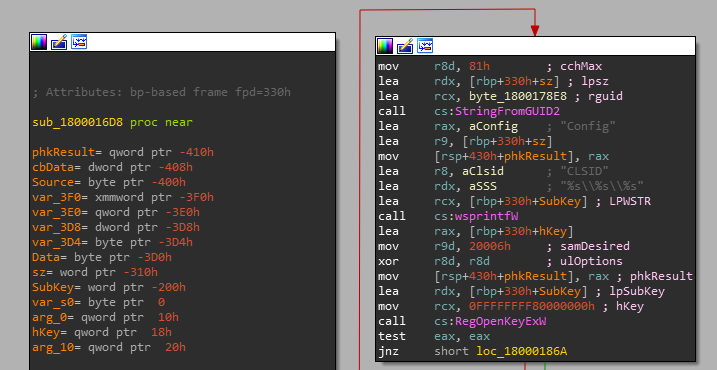 ; Attributes: bp-based frame fpd=330h
sub_1800016D8 proc near
phkResult= qword ptr -410h
cbData= dword ptr -408h
Source= byte ptr -400h
var_3F0= xmmword ptr -3F0h
var_3E0= qword ptr -3E0h
var_3D8= dword ptr -3D8h
var_3D4= byte ptr -3D4h
Data= byte ptr -3D0h
sz= word ptr -310h
SubKey= word ptr -200h
var_s0= byte ptr  0
arg_0= qword ptr  10h
hKey= qword ptr  18h
arg_10= qword ptr  20h
mov     r8d, 81h        ; cchMax
lea     rdx, [rbp+330h+sz] ; lpsz
lea     rcx, byte_1800178E8 ; rguid
call    cs:StringFromGUID2
lea     rax, aConfig    ; "Config"
lea     r9, [rbp+330h+sz]
mov     [rsp+430h+phkResult], rax
lea     r8, aClsid      ; "CLSID"
lea     rdx, aSSS       ; "%s\\%s\\%s"
lea     rcx, [rbp+330h+SubKey] ; LPWSTR
call    cs:wsprintfW
lea     rax, [rbp+330h+hKey]
mov     r9d, 20006h     ; samDesired
xor     r8d, r8d        ; ulOptions
mov     [rsp+430h+phkResult], rax ; phkResult
lea     rdx, [rbp+330h+SubKey] ; lpSubKey
mov     rcx, 0FFFFFFFF80000000h ; hKey
call    cs:RegOpenKeyExW
test    eax, eax
jnz     short loc_18000186A